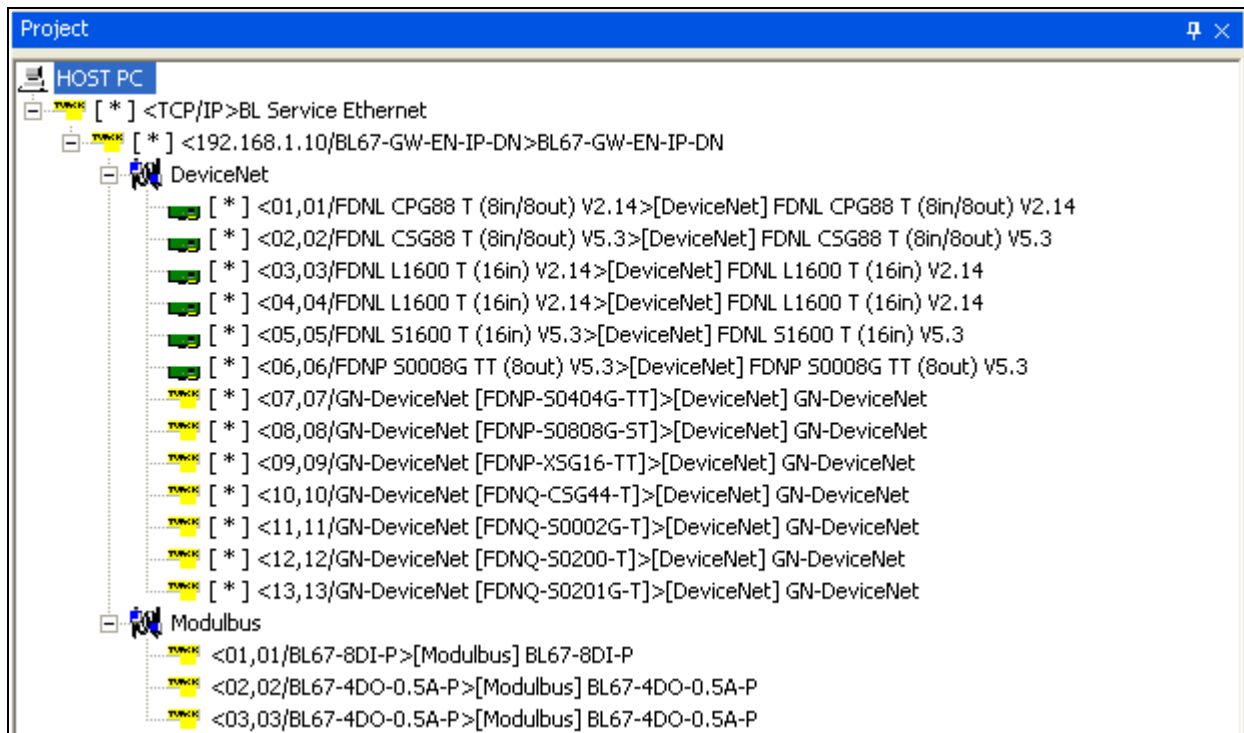 Project
HOST PC
[ * ] <TCP/IP>BL Service Ethernet
[ * ] <192.168.1.10/BL67-GW-EN-IP-DN>BL67-GW-EN-IP-DN
DeviceNet
[ * ] <01,01/FDNL CPG88 T (8in/8out) V2.14>[DeviceNet] FDNL CPG88 T (8in/8out) V2.14
[ * ] <02,02/FDNL CSG88 T (8in/8out) V5.3>[DeviceNet] FDNL CSG88 T (8in/8out) V5.3
[ * ] <03,03/FDNL L1600 T (16in) V2.14>[DeviceNet] FDNL L1600 T (16in) V2.14
[ * ] <04,04/FDNL L1600 T (16in) V2.14>[DeviceNet] FDNL L1600 T (16in) V2.14
[ * ] <05,05/FDNL S1600 T (16in) V5.3>[DeviceNet] FDNL S1600 T (16in) V5.3
[ * ] <06,06/FDNP S0008G TT (8out) V5.3>[DeviceNet] FDNP S0008G TT (8out) V5.3
TURCK [ * ] <07,07/GN-DeviceNet [FDNP-S0404G-TT]>[DeviceNet] GN-DeviceNet
TURCK [ * ] <08,08/GN-DeviceNet [FDNP-S0808G-ST]>[DeviceNet] GN-DeviceNet
TURCK [ * ] <09,09/GN-DeviceNet [FDNP-XSG16-TT]>[DeviceNet] GN-DeviceNet
TURCK [ * ] <10,10/GN-DeviceNet [FDNQ-CSG44-T]>[DeviceNet] GN-DeviceNet
TURCK [ * ] <11,11/GN-DeviceNet [FDNQ-S0002G-T]>[DeviceNet] GN-DeviceNet
TURCK [ * ] <12,12/GN-DeviceNet [FDNQ-S0200-T]>[DeviceNet] GN-DeviceNet
TURCK [ * ] <13,13/GN-DeviceNet [FDNQ-S0201G-T]>[DeviceNet] GN-DeviceNet
Modulbus
TURCK <01,01/BL67-8DI-P>[Modulbus] BL67-8DI-P
TURCK <02,02/BL67-4DO-0.5A-P>[Modulbus] BL67-4DO-0.5A-P
TURCK <03,03/BL67-4DO-0.5A-P>[Modulbus] BL67-4DO-0.5A-P